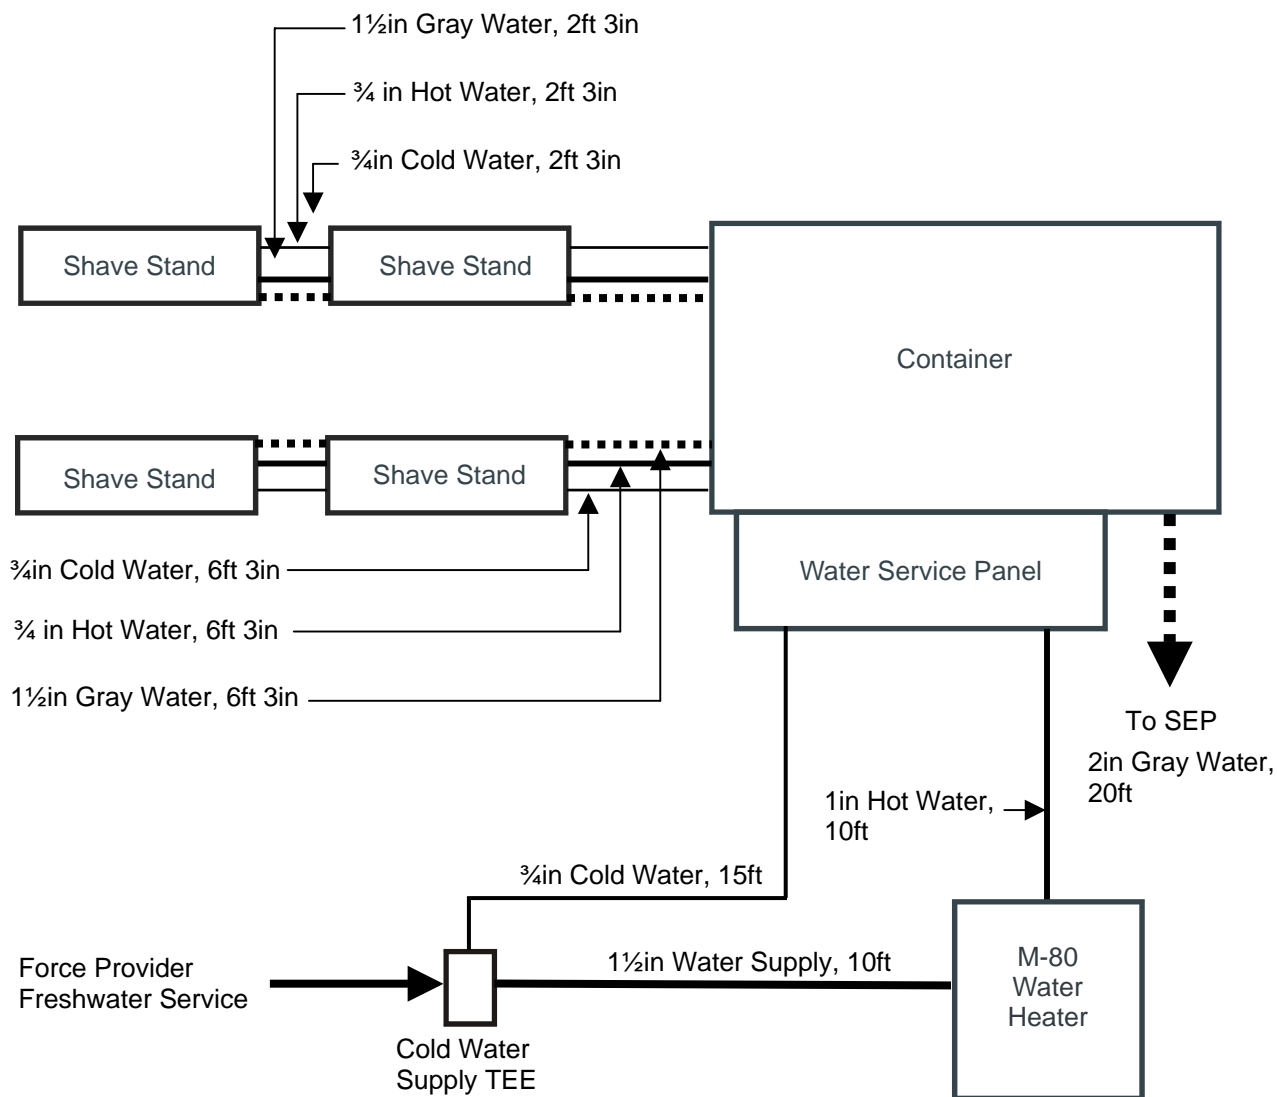 1½in Gray Water, 2ft 3in
¾ in Hot Water, 2ft 3in
¾in Cold Water, 2ft 3in
Shave Stand
Shave Stand
Container
Shave Stand
Shave Stand
¾in Cold Water, 6ft 3in
¾ in Hot Water, 6ft 3in
1½in Gray Water, 6ft 3in
Water Service Panel
To SEP
2in Gray Water,
20ft
1in Hot Water,
10ft
¾in Cold Water, 15ft
Force Provider
Freshwater Service
1½in Water Supply, 10ft
M-80
Water
Heater
Cold Water
Supply TEE